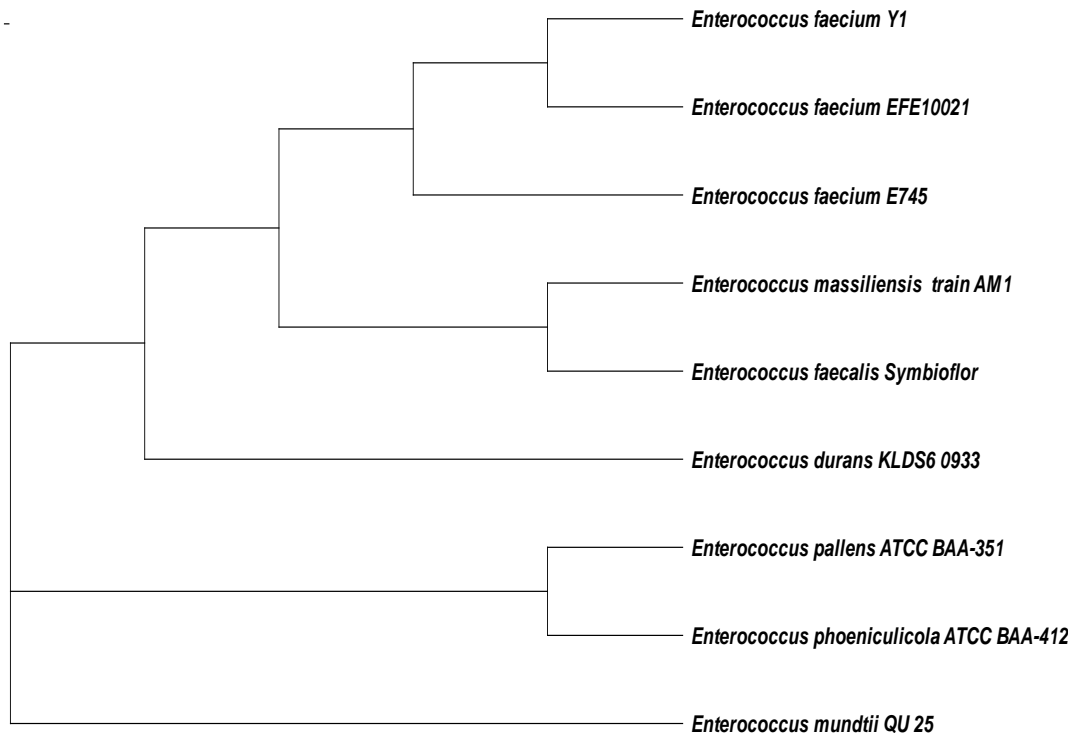 Enterococcus faecium Y1
Enterococcus faecium EFE10021
Enterococcus faecium E745
Enterococcus massiliensis train AM1
Enterococcus faecalis Symbioflor
Enterococcus durans KLDS6 0933
Enterococcus pallens ATCC BAA-351
Enterococcus phoeniculicola ATCC BAA-412
Enterococcus mundtii QU 25